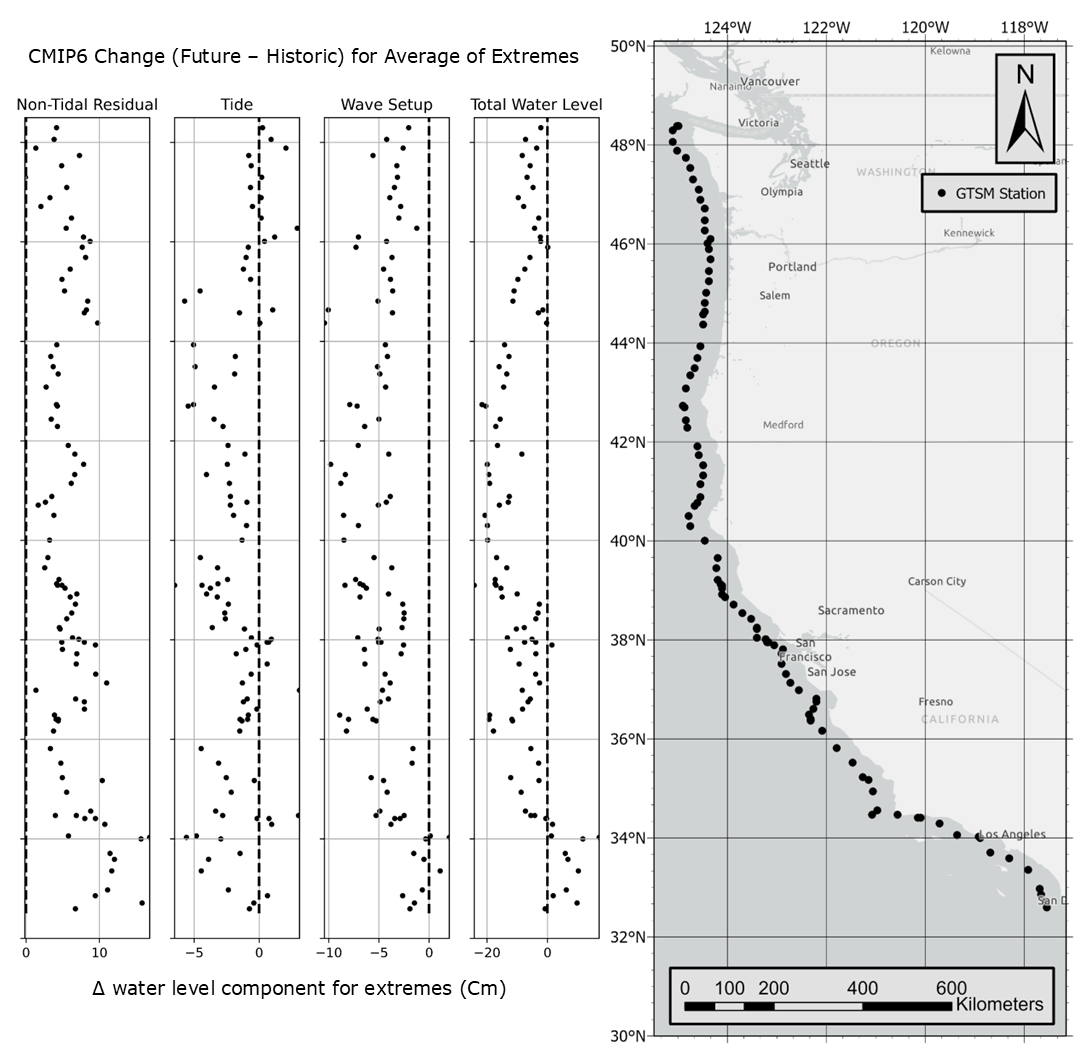 CMIP6 Change (Future – Historic) for Average of Extremes
Non-Tidal Residual
Tide
Wave Setup
Total Water Level
0
10
−5
0
−10
−5
0
−20
0
Δ water level component for extremes (Cm)
124°W
122°W
120°W
118°W
50°N
48°N
46°N
44°N
42°N
40°N
38°N
36°N
34°N
32°N
30°N
Kelowna
Vancouver
Nanaimo
Victoria
Seattle
WASHINGTON
Olympia
Kennewick
Portland
Salem
OREGON
Medford
Carson City
Sacramento
San
Francisco
San Jose
Fresno
CALIFORNIA
Los Angeles
San D
N
GTSM Station
0
100
200
400
600
Kilometers